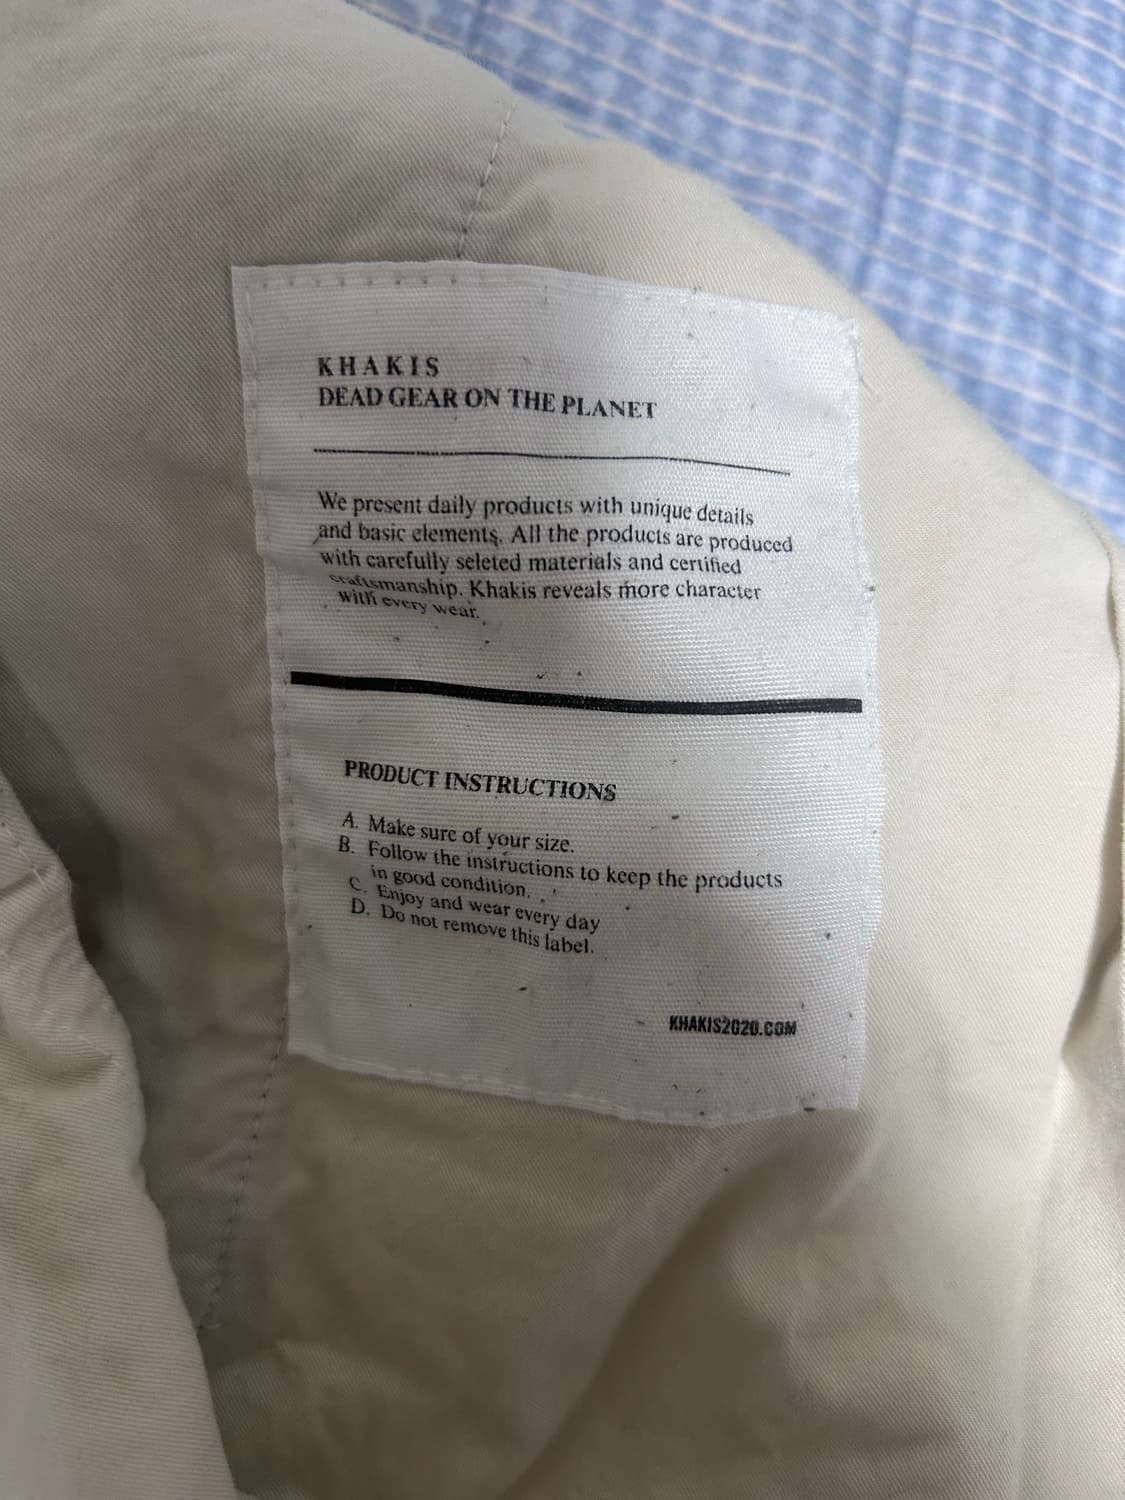 KHAKIS
DEAD GEAR ON THE PLANET
We present daily products with unique details
and basic elements. All the products are produced
with carefully seleted materials and certified
craftsmanship. Khakis reveals more character
with every wear.
PRODUCT INSTRUCTIONS
A. Make sure of your size.
B. Follow the instructions to keep the products
in good condition.
C. Enjoy and wear every day
D. Do not remove this label.
KHAKIS2020.COM